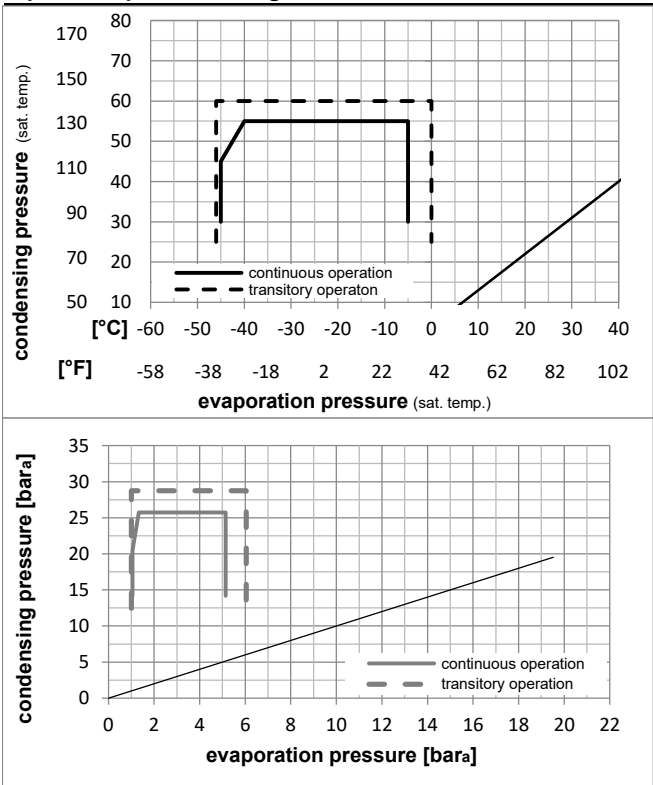 170 80
70
150 60
130 50
110 40
90 30
70 20
50 10
condensing pressure (sat. temp.)
continuous operation
transitory operaton
[°C] -60 -50 -40 -30 -20 -10 0 10 20 30 40
[°F] -58 -38 -18 2 22 42 62 82 102
evaporation pressure (sat. temp.)
35
30
25
20
15
10
5
0
condensing pressure [bara]
continuous operation
transitory operation
0 2 4 6 8 10 12 14 16 18 20 22
evaporation pressure [bara]